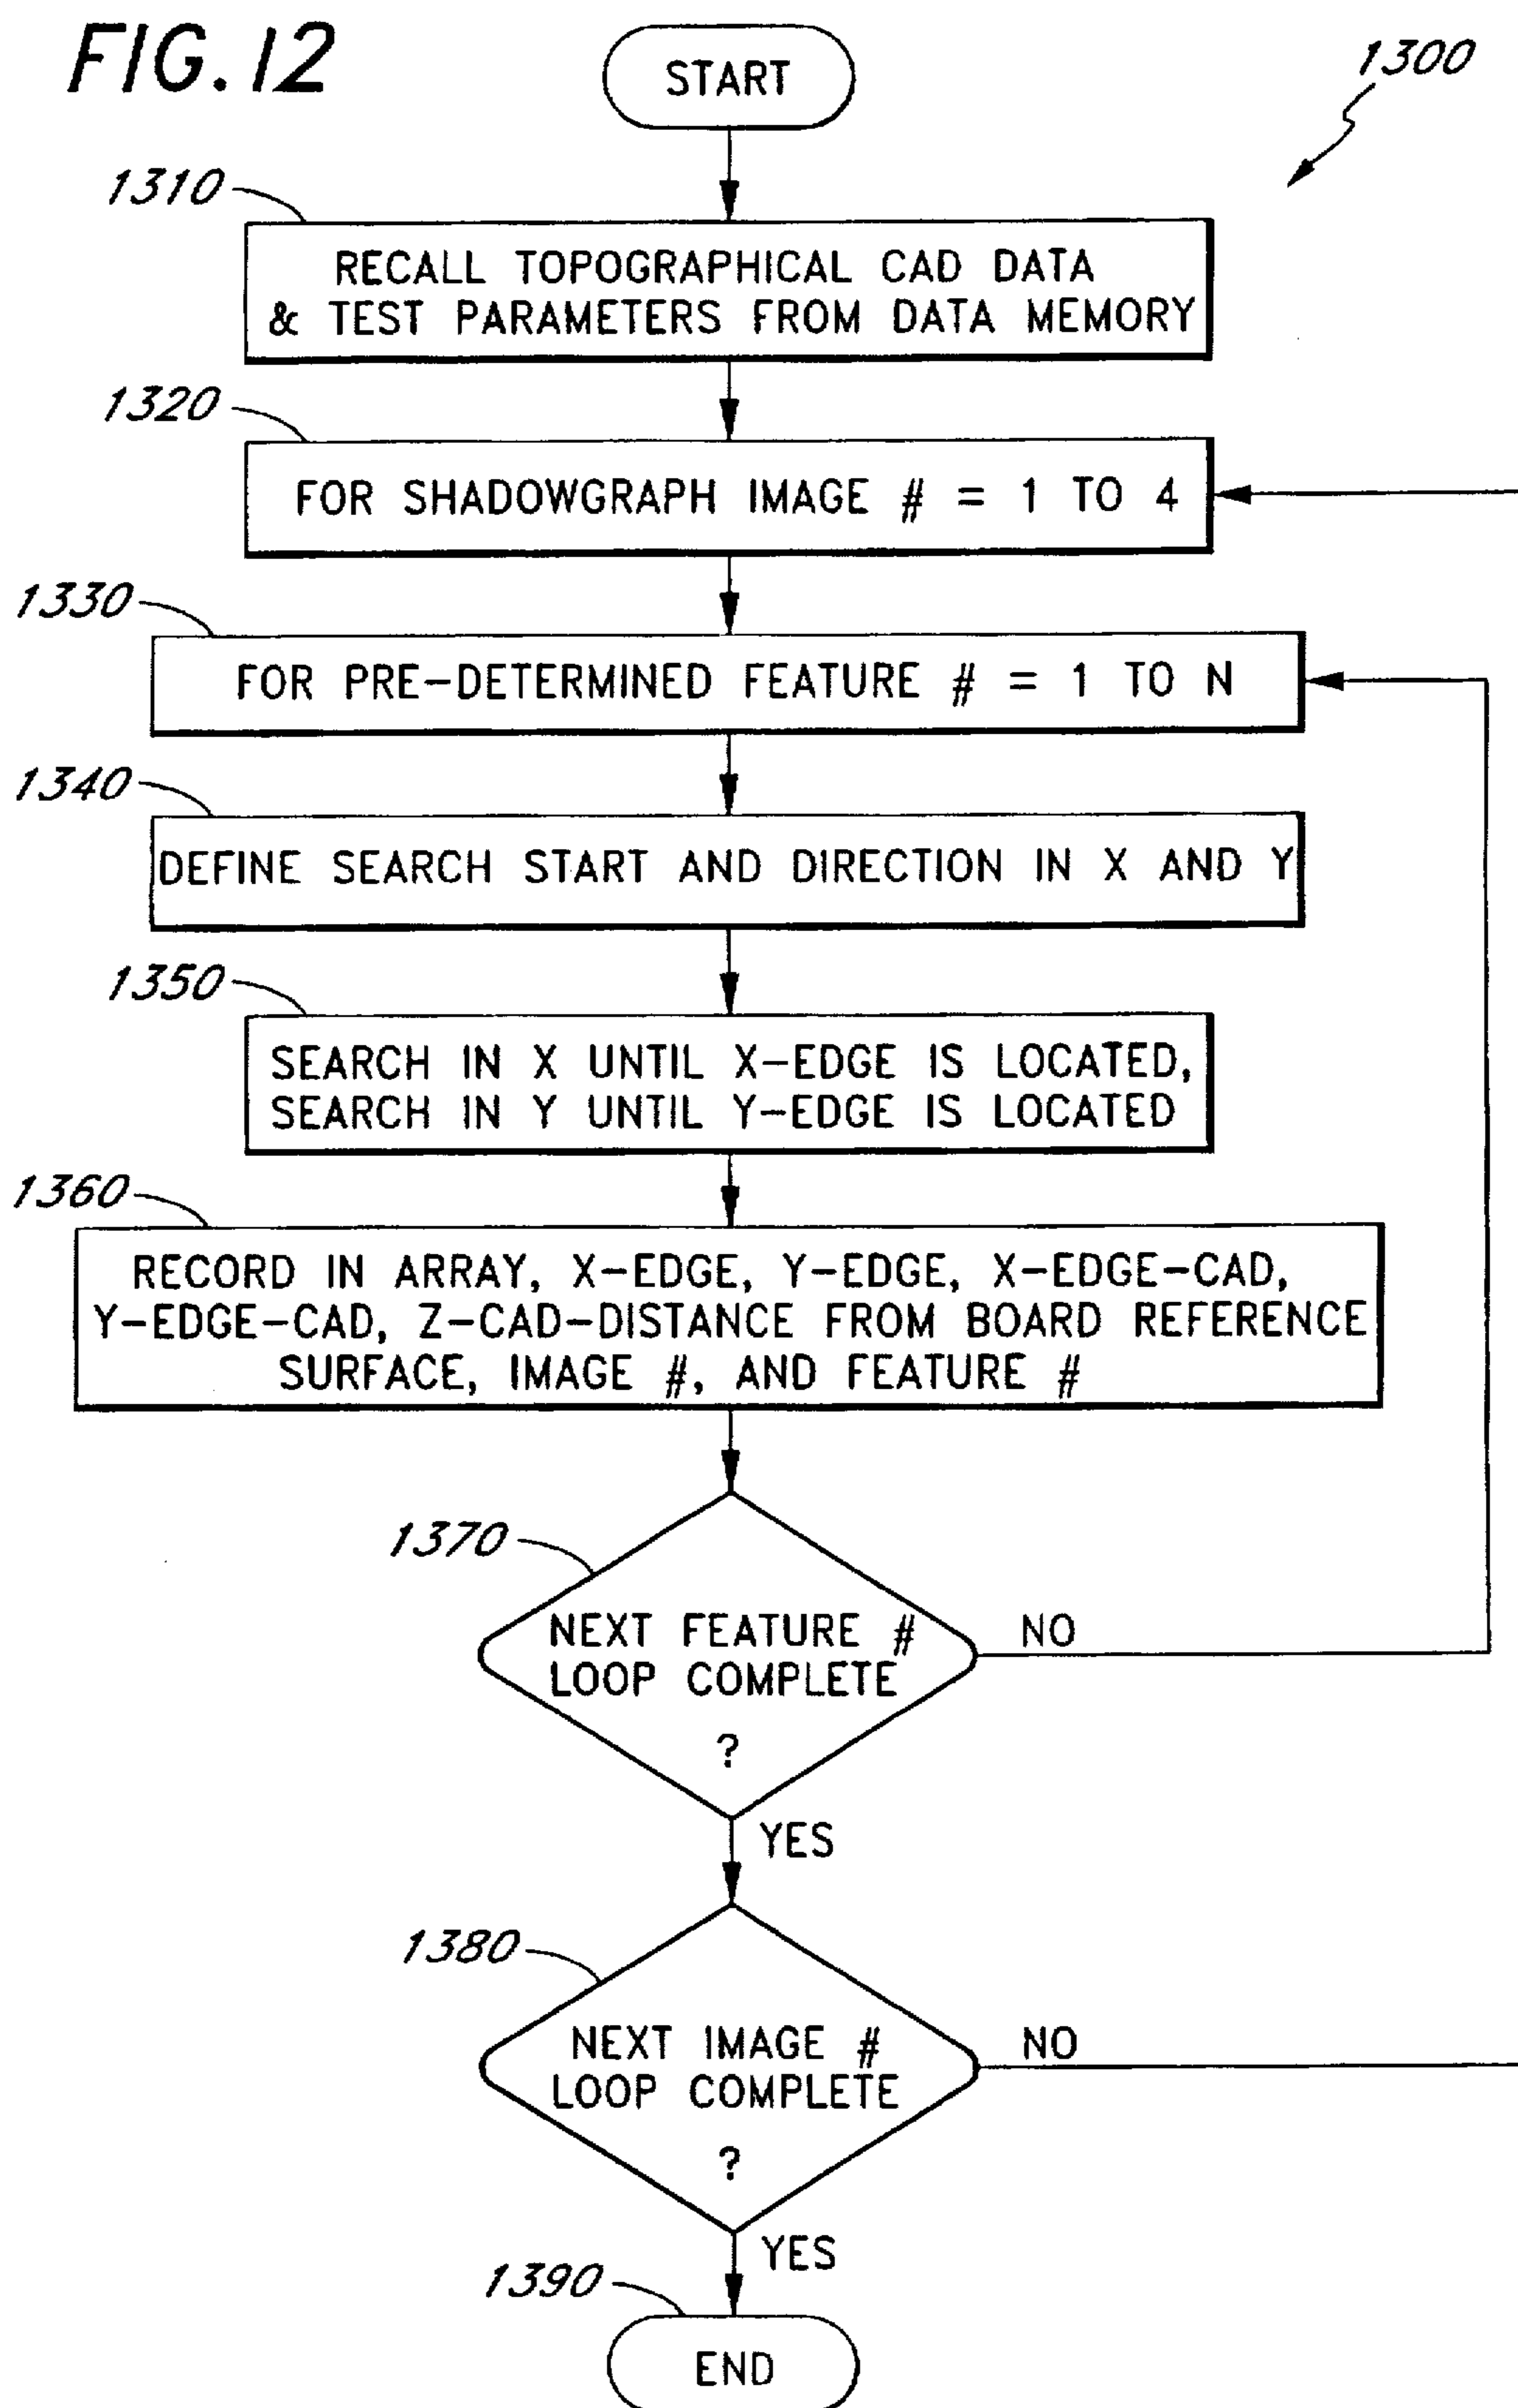 FIG. 12
START
1300
1310
RECALL TOPOGRAPHICAL CAD DATA
& TEST PARAMETERS FROM DATA MEMORY
1320
FOR SHADOWGRAPH IMAGE # = 1 TO 4
1330
FOR PRE-DETERMINED FEATURE # = 1 TO N
1340
DEFINE SEARCH START AND DIRECTION IN X AND Y
1350
SEARCH IN X UNTIL X-EDGE IS LOCATED,
SEARCH IN Y UNTIL Y-EDGE IS LOCATED
1360
RECORD IN ARRAY, X-EDGE, Y-EDGE, X-EDGE-CAD,
Y-EDGE-CAD, Z-CAD-DISTANCE FROM BOARD REFERENCE
SURFACE, IMAGE #, AND FEATURE #
1370
NEXT FEATURE #
LOOP COMPLETE
?
NO
YES
1380
NEXT IMAGE #
LOOP COMPLETE
?
NO
YES
1390
END